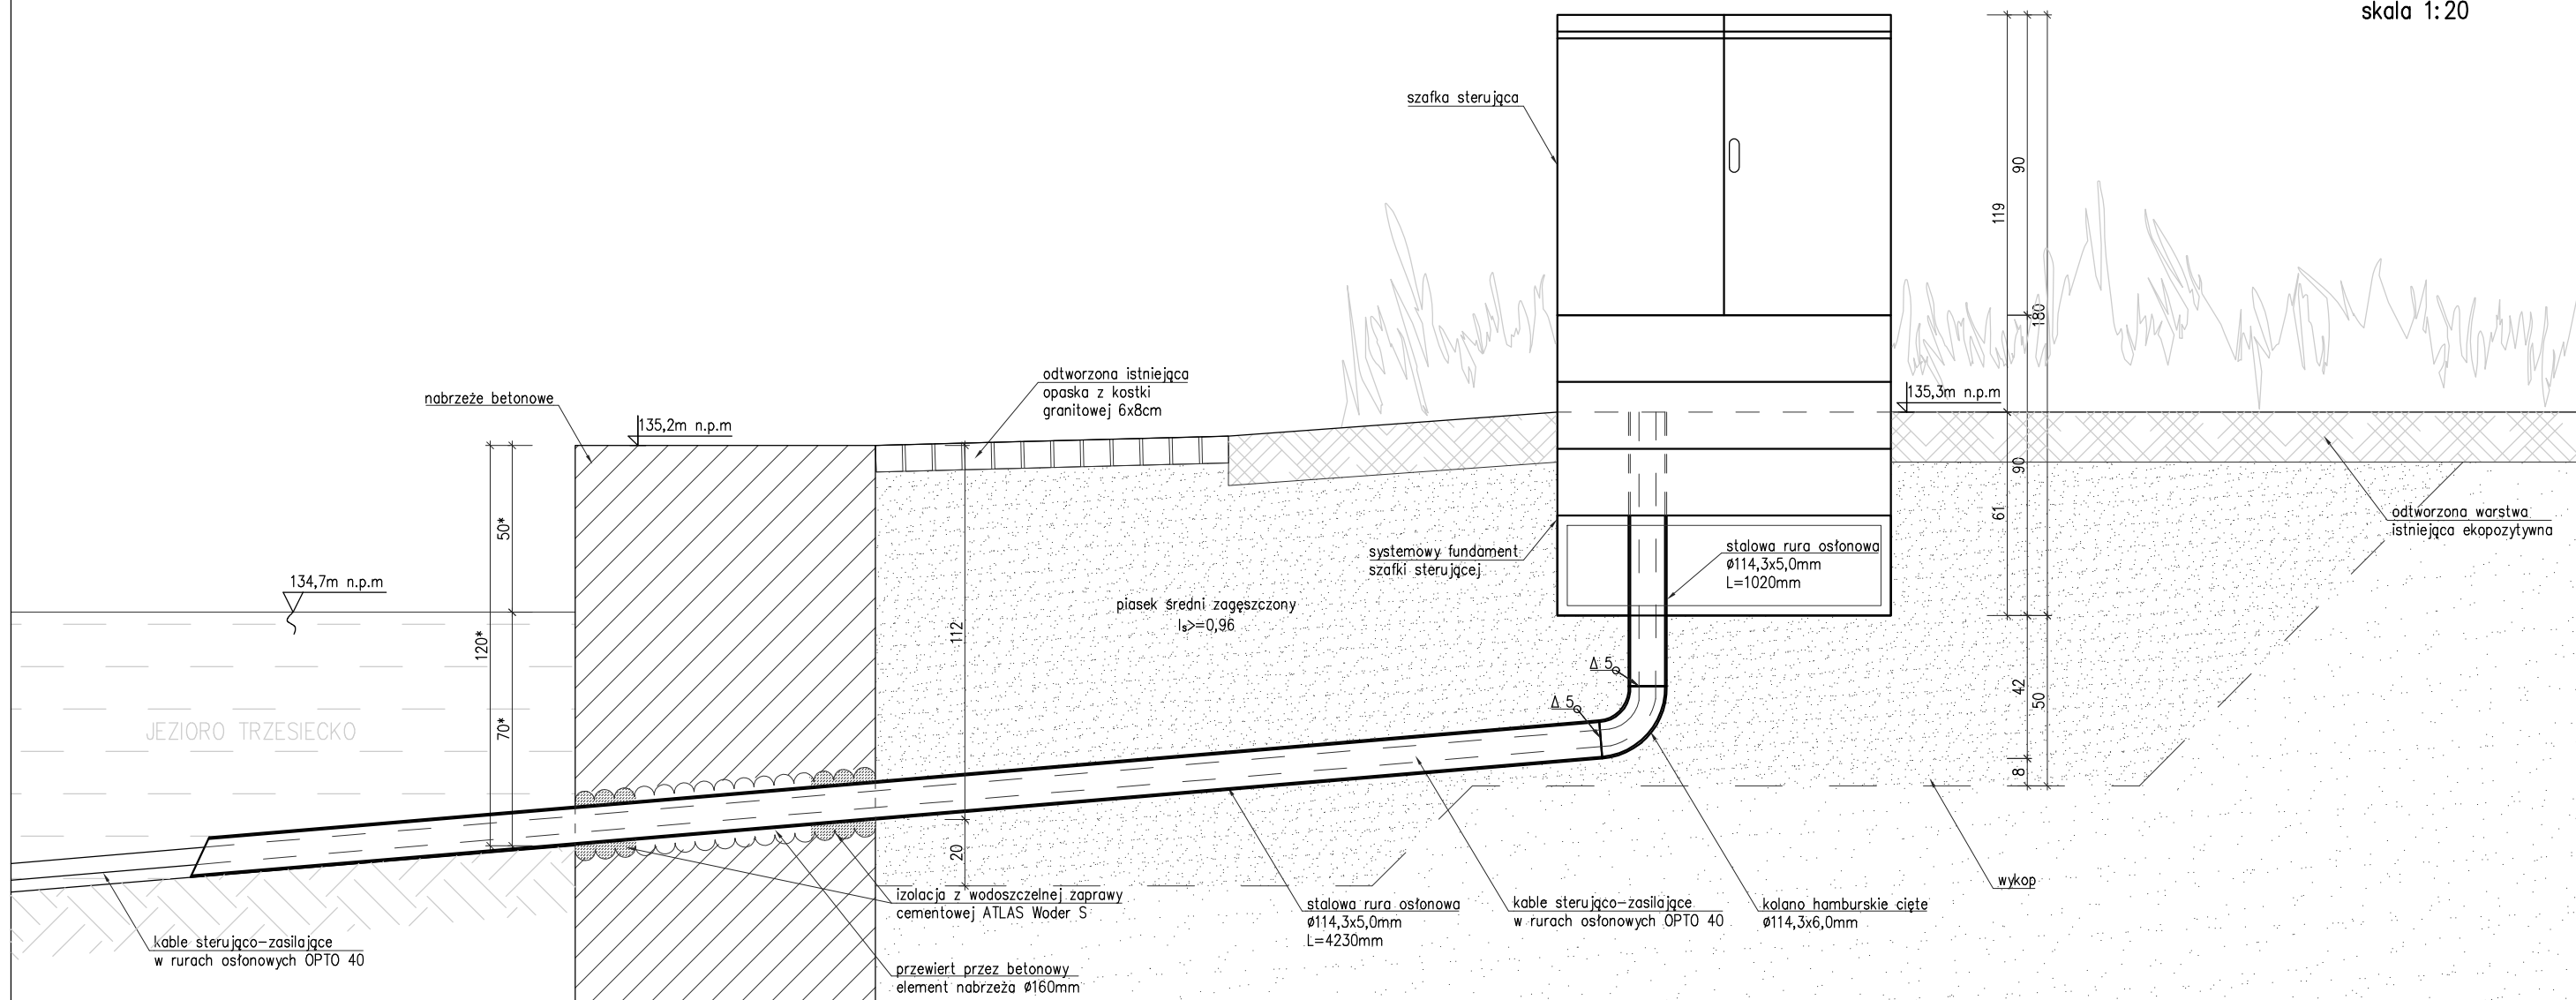 skala 1:20
szafka sterująca
90
119
180
odtworzona istniejąca
opaska z kostki
granitowej 6x8cm
nabrzeże betonowe
135,2m n.p.m
135,3m n.p.m
50*
90
61
odtworzona warstwa
istniejąca ekopozytywna
systemowy fundament
szafki sterującej
stalowa rura osłonowa
ø114,3x5,0mm
L=1020mm
134,7m n.p.m
piasek średni zagęszczony
Is>=0,96
120*
112
Δ 5
42
50
Δ 5
JEZIORO TRZESIECKO
70*
8
20
wykop
izolacja z wodoszczelnej zaprawy
cementowej ATLAS Woder S
stalowa rura osłonowa
ø114,3x5,0mm
L=4230mm
kable sterująco-zasilające
w rurach osłonowych OPTO 40
kolano hamburskie cięte
ø114,3x6,0mm
kable sterująco-zasilające
w rurach osłonowych OPTO 40
przewiert przez betonowy
element nabrzeża ø160mm